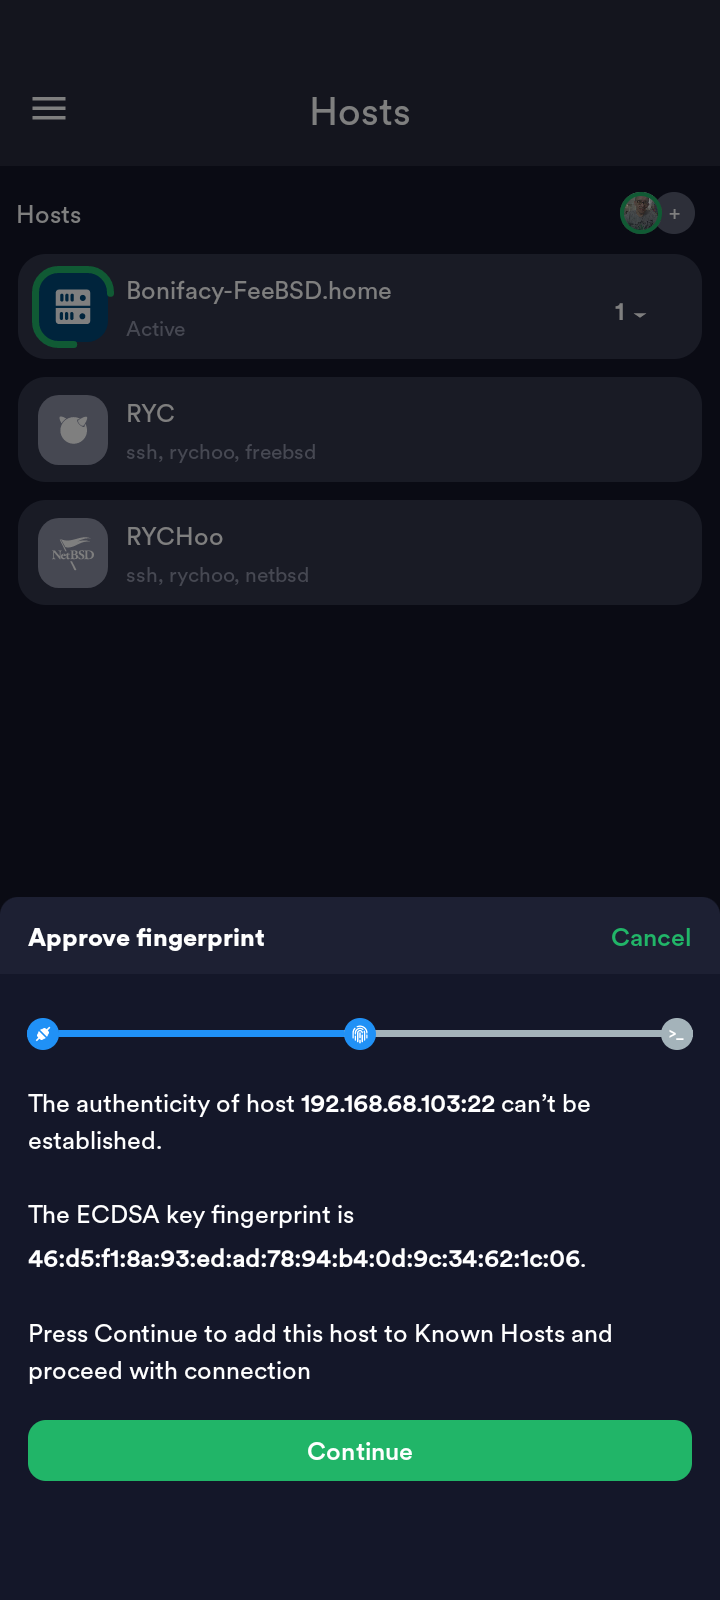 Hosts
Hosts
+
Bonifacy-FeeBSD.home
Active
1
RYC
ssh, rychoo, freebsd
NetBSD
RYCHoo
ssh, rychoo, netbsd
Approve fingerprint
Cancel
>_
The authenticity of host 192.168.68.103:22 can’t be
established.
The ECDSA key fingerprint is
46:d5:f1:8a:93:ed:ad:78:94:b4:0d:9c:34:62:1c:06.
Press Continue to add this host to Known Hosts and
proceed with connection
Continue